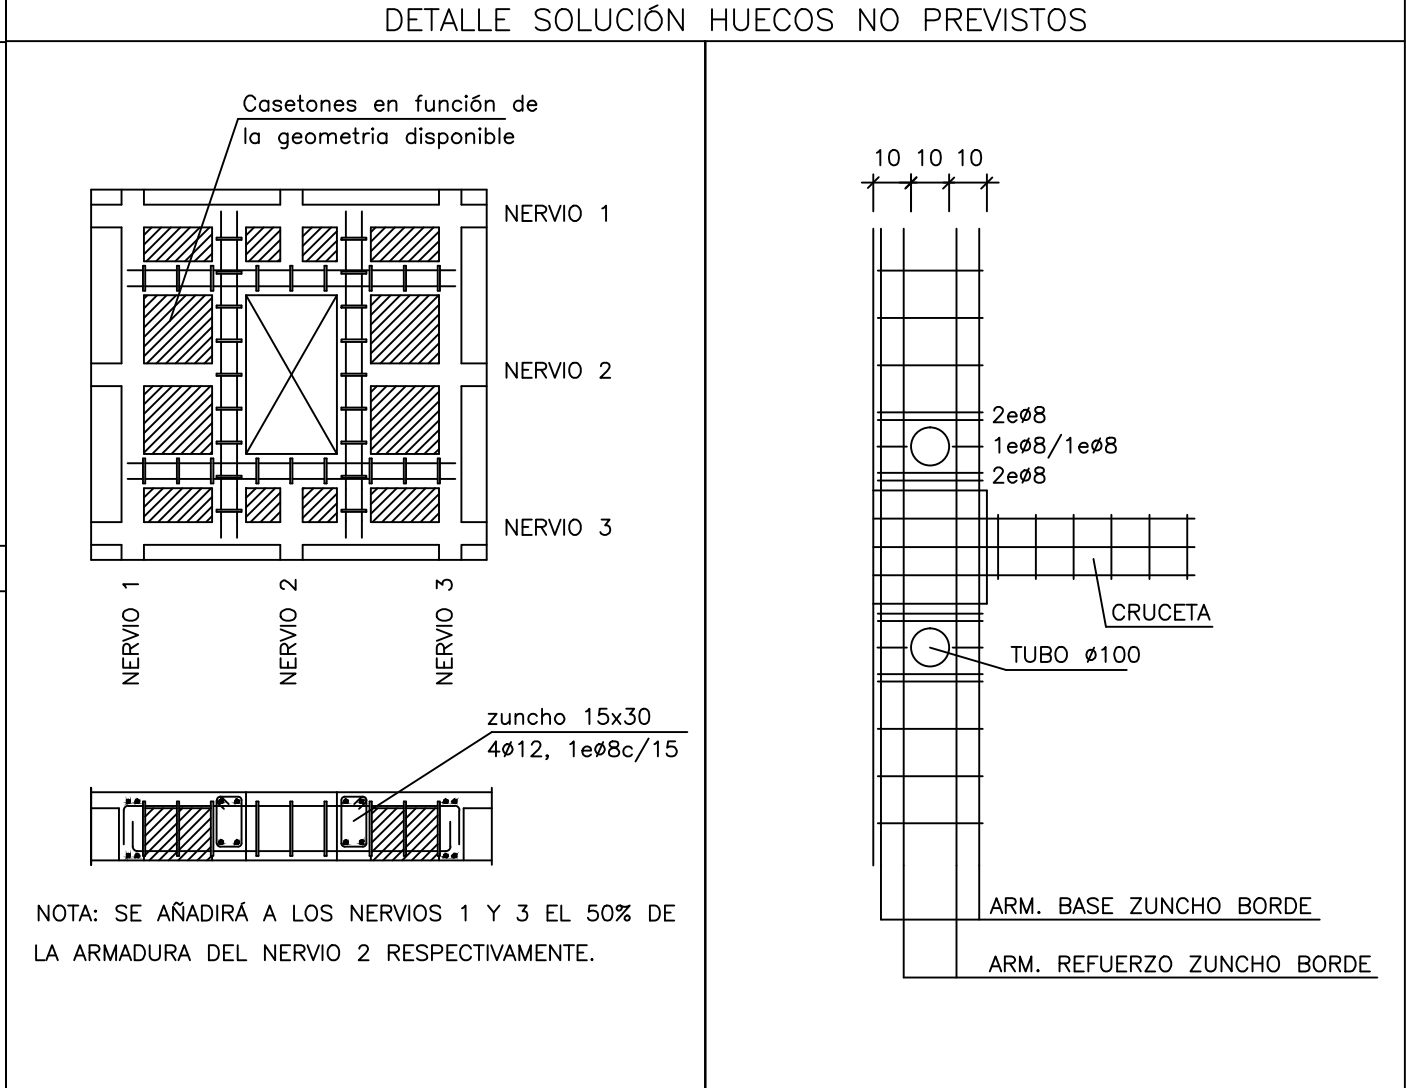 DETALLE SOLUCIÓN HUECOS NO PREVISTOS
Casetones en función de
la geometria disponible
NERVIO 1
NERVIO 2
NERVIO 3
NERVIO 1
NERVIO 2
NERVIO 3
zuncho 15x30
4ø12, 1eø8c/15
NOTA: SE AÑADIRÁ A LOS NERVIOS 1 Y 3 EL 50% DE
LA ARMADURA DEL NERVIO 2 RESPECTIVAMENTE.
10 10 10
2eø8
1eø8/1eø8
2eø8
CRUCETA
TUBO ø100
ARM. BASE ZUNCHO BORDE
ARM. REFUERZO ZUNCHO BORDE